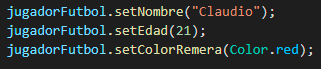 jugadorFutbol.setNombre("Claudio");
jugadorFutbol.setEdad(21);
jugadorFutbol.setColorRemera(Color.red);